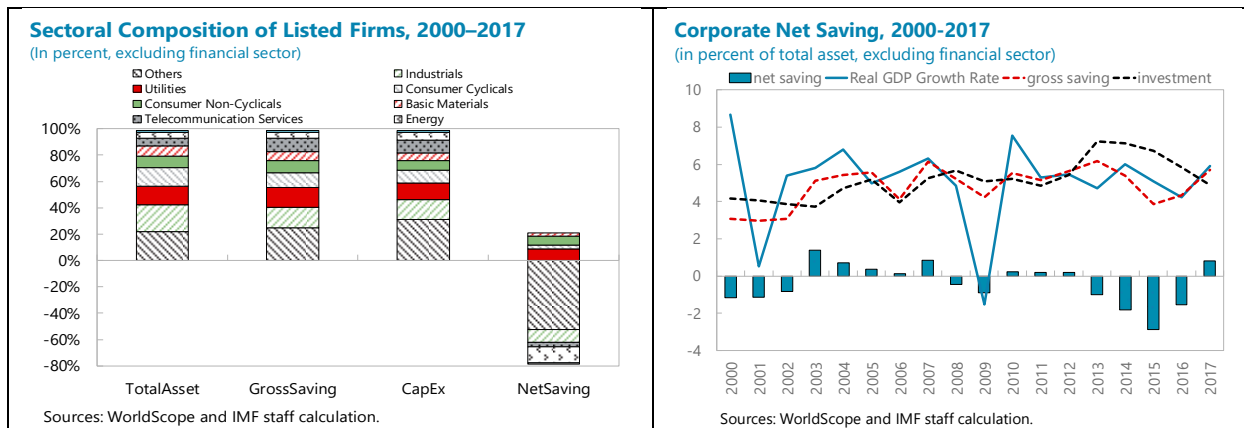 Sectoral Composition of Listed Firms, 2000–2017
(In percent, excluding financial sector)
Others
Industrials
Utilities
Consumer Cyclicals
Consumer Non-Cyclicals
Basic Materials
Telecommunication Services
Energy
100%
80%
60%
40%
20%
0%
-20%
-40%
-60%
-80%
TotalAsset GrossSaving CapEx NetSaving
Sources: WorldScope and IMF staff calculation.
Corporate Net Saving, 2000-2017
(in percent of total asset, excluding financial sector)
net saving Real GDP Growth Rate gross saving investment
10
8
6
4
2
0
-2
-4
2000 2001 2002 2003 2004 2005 2006 2007 2008 2009 2010 2011 2012 2013 2014 2015 2016 2017
Sources: WorldScope and IMF staff calculation.